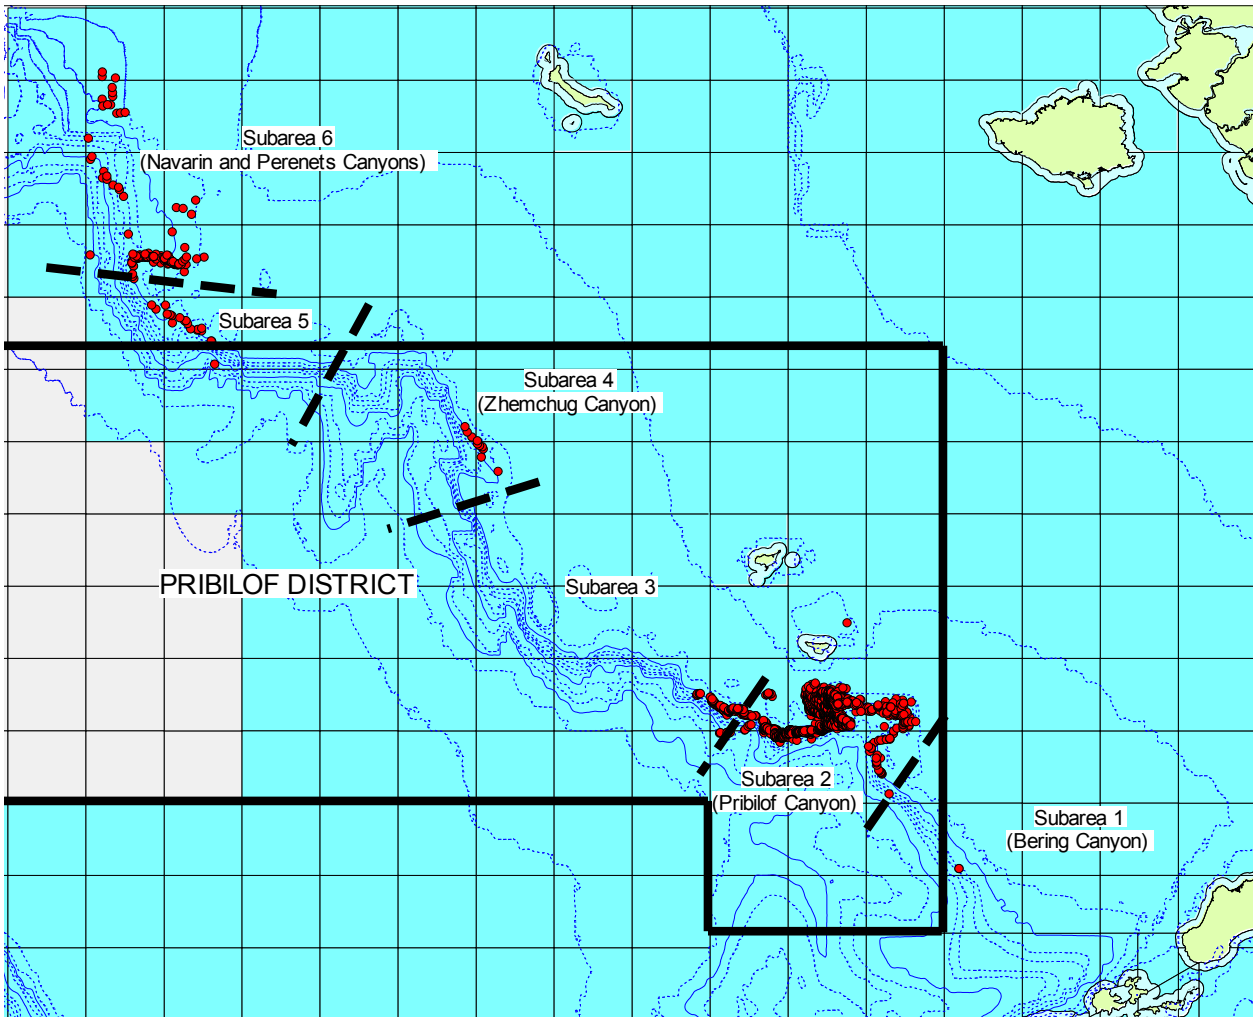 Subarea 6
(Navarin and Perenets Canyons)
Subarea 5
Subarea 4
(Zhemchug Canyon)
PRIBILOF DISTRICT
Subarea 3
Subarea 2
(Pribilof Canyon)
Subarea 1
(Bering Canyon)